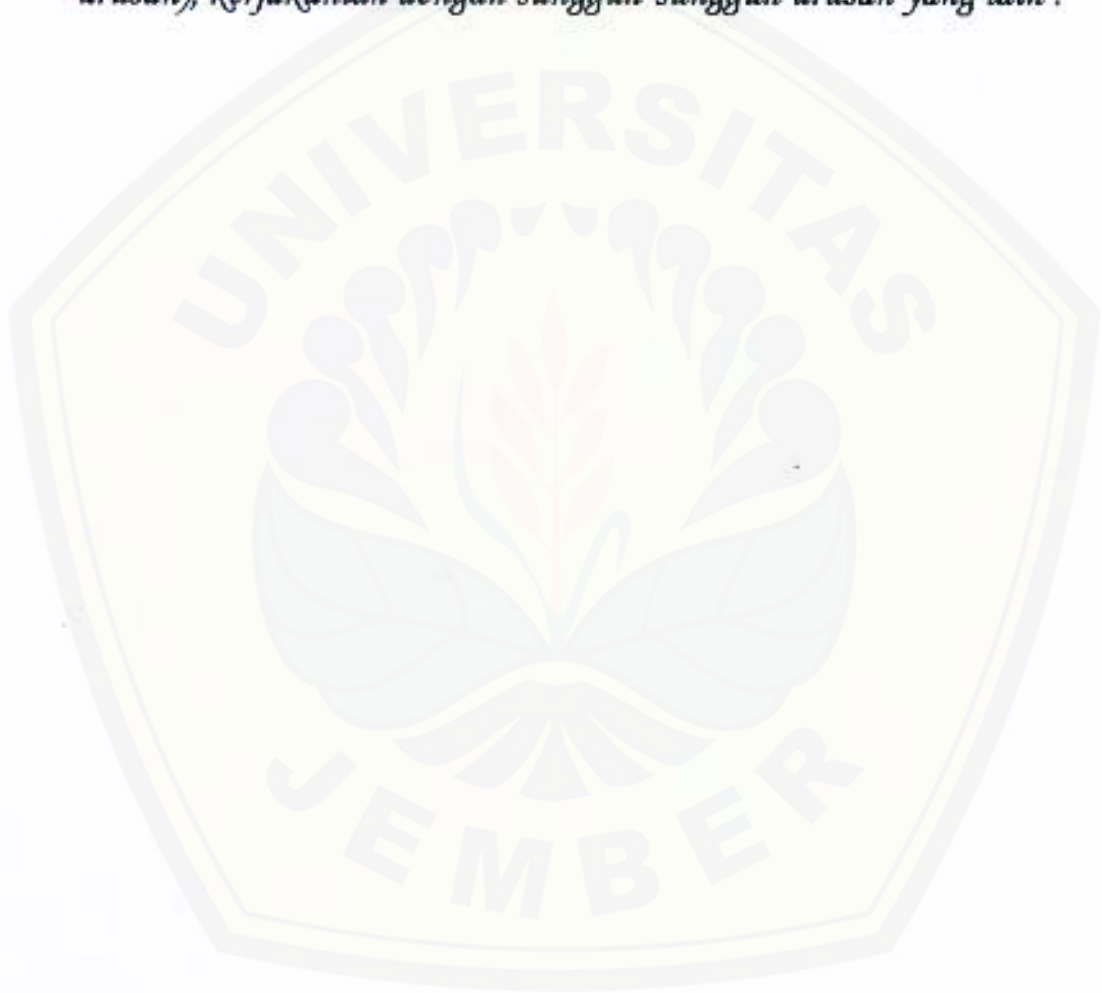 urusan), kerjakanlah dengan sungguh-sungguh urusan yang lain".
UNIVERSITAS
JEMBER